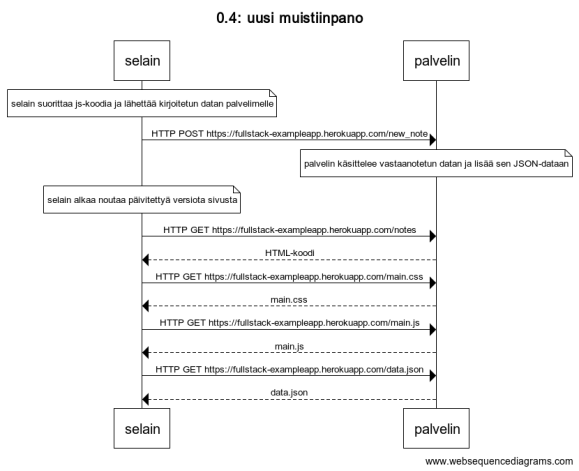 0.4: uusi muistiinpano
selain
palvelin
selain suorittaa js-koodia ja lähettää kirjoitetun datan palvelimelle
HTTP POST https://fullstack-exampleapp.herokuapp.com/new_note
palvelin käsittelee vastaanotetun datan ja lisää sen JSON-dataan
selain alkaa noutaa päivitettyä versiota sivusta
HTTP GET https://fullstack-exampleapp.herokuapp.com/notes
HTML-koodi
HTTP GET https://fullstack-exampleapp.herokuapp.com/main.css
main.css
HTTP GET https://fullstack-exampleapp.herokuapp.com/main.js
main.js
HTTP GET https://fullstack-exampleapp.herokuapp.com/data.json
data.json
selain
palvelin
www.websequencediagrams.com